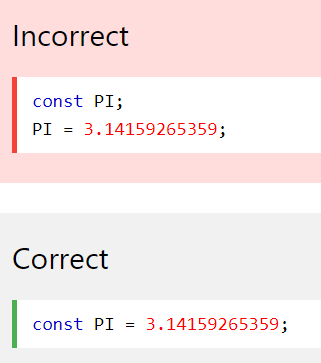 Incorrect
const PI;
PI = 3.14159265359;
Correct
const PI = 3.14159265359;